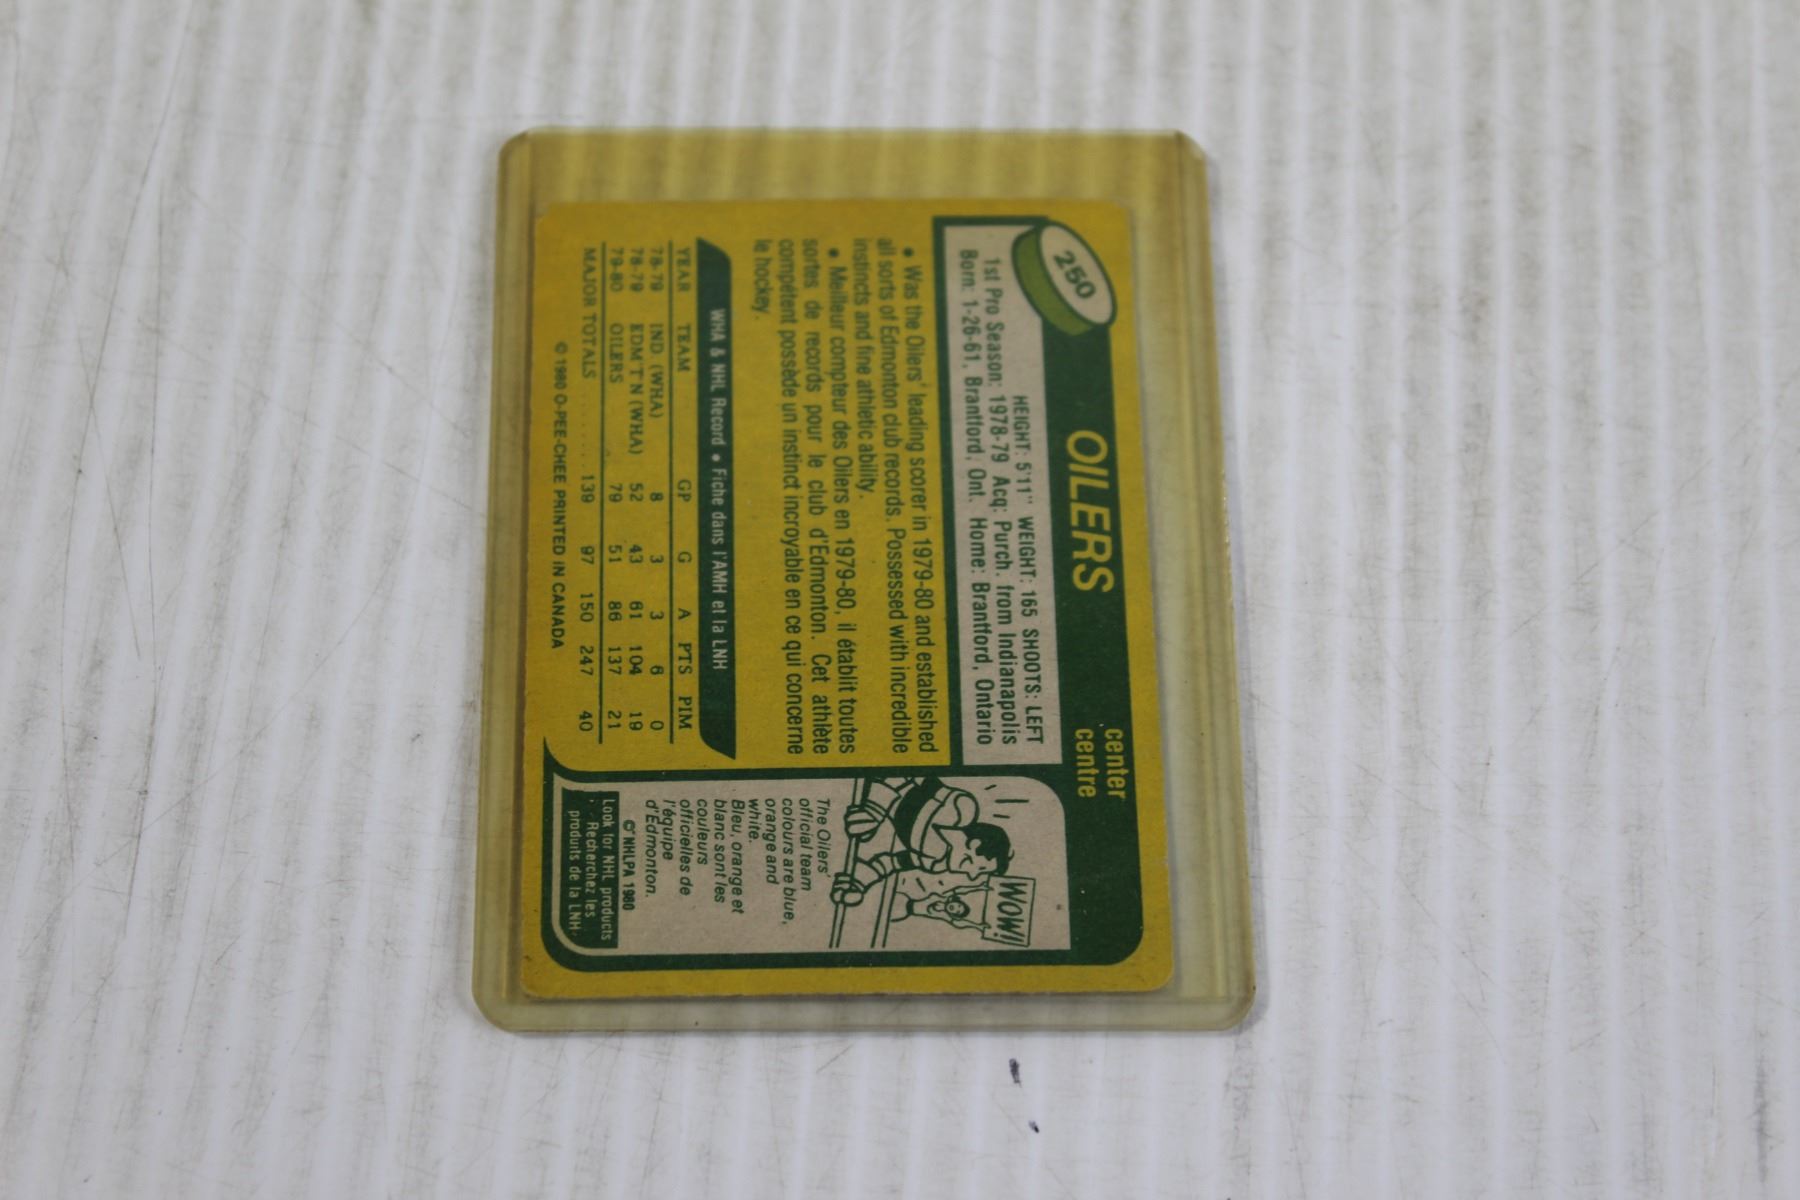 250
OILERS
center
centre
HEIGHT: 5'11" WEIGHT: 165 SHOOTS: LEFT
1st Pro Season: 1978-79 Acq: Purch. from Indianapolis
Born: 1-26-61, Brantford, Ont. Home: Brantford, Ontario
• Was the Oilers' leading scorer in 1979-80 and established
all sorts of Edmonton club records. Possessed with incredible
instincts and fine athletic ability.
• Meilleur compteur des Oilers en 1979-80, il établit toutes
sortes de records pour le club d'Edmonton. Cet athlète
compétent possède un instinct incroyable en ce qui concerne
le hockey.
WHA & NHL Record • Fiche dans l'AMH et la LNH
YEAR TEAM GP G A PTS PIM
78-79 IND. (WHA) 8 3 3 6 0
78-79 EDM T N (WHA) 52 43 61 104 19
79-80 OILERS 79 51 86 137 21
MAJOR TOTALS ...... 139 97 150 247 40
© 1980 O-PEE-CHEE PRINTED IN CANADA
WOW!
The Oilers'
official team
colours are blue,
orange and
white.
Bleu, orange et
blanc sont les
couleurs
officielles de
l'équipe
d'Edmonton.
© NHLPA 1980
Look for NHL products
Recherchez les
produits de la LNH